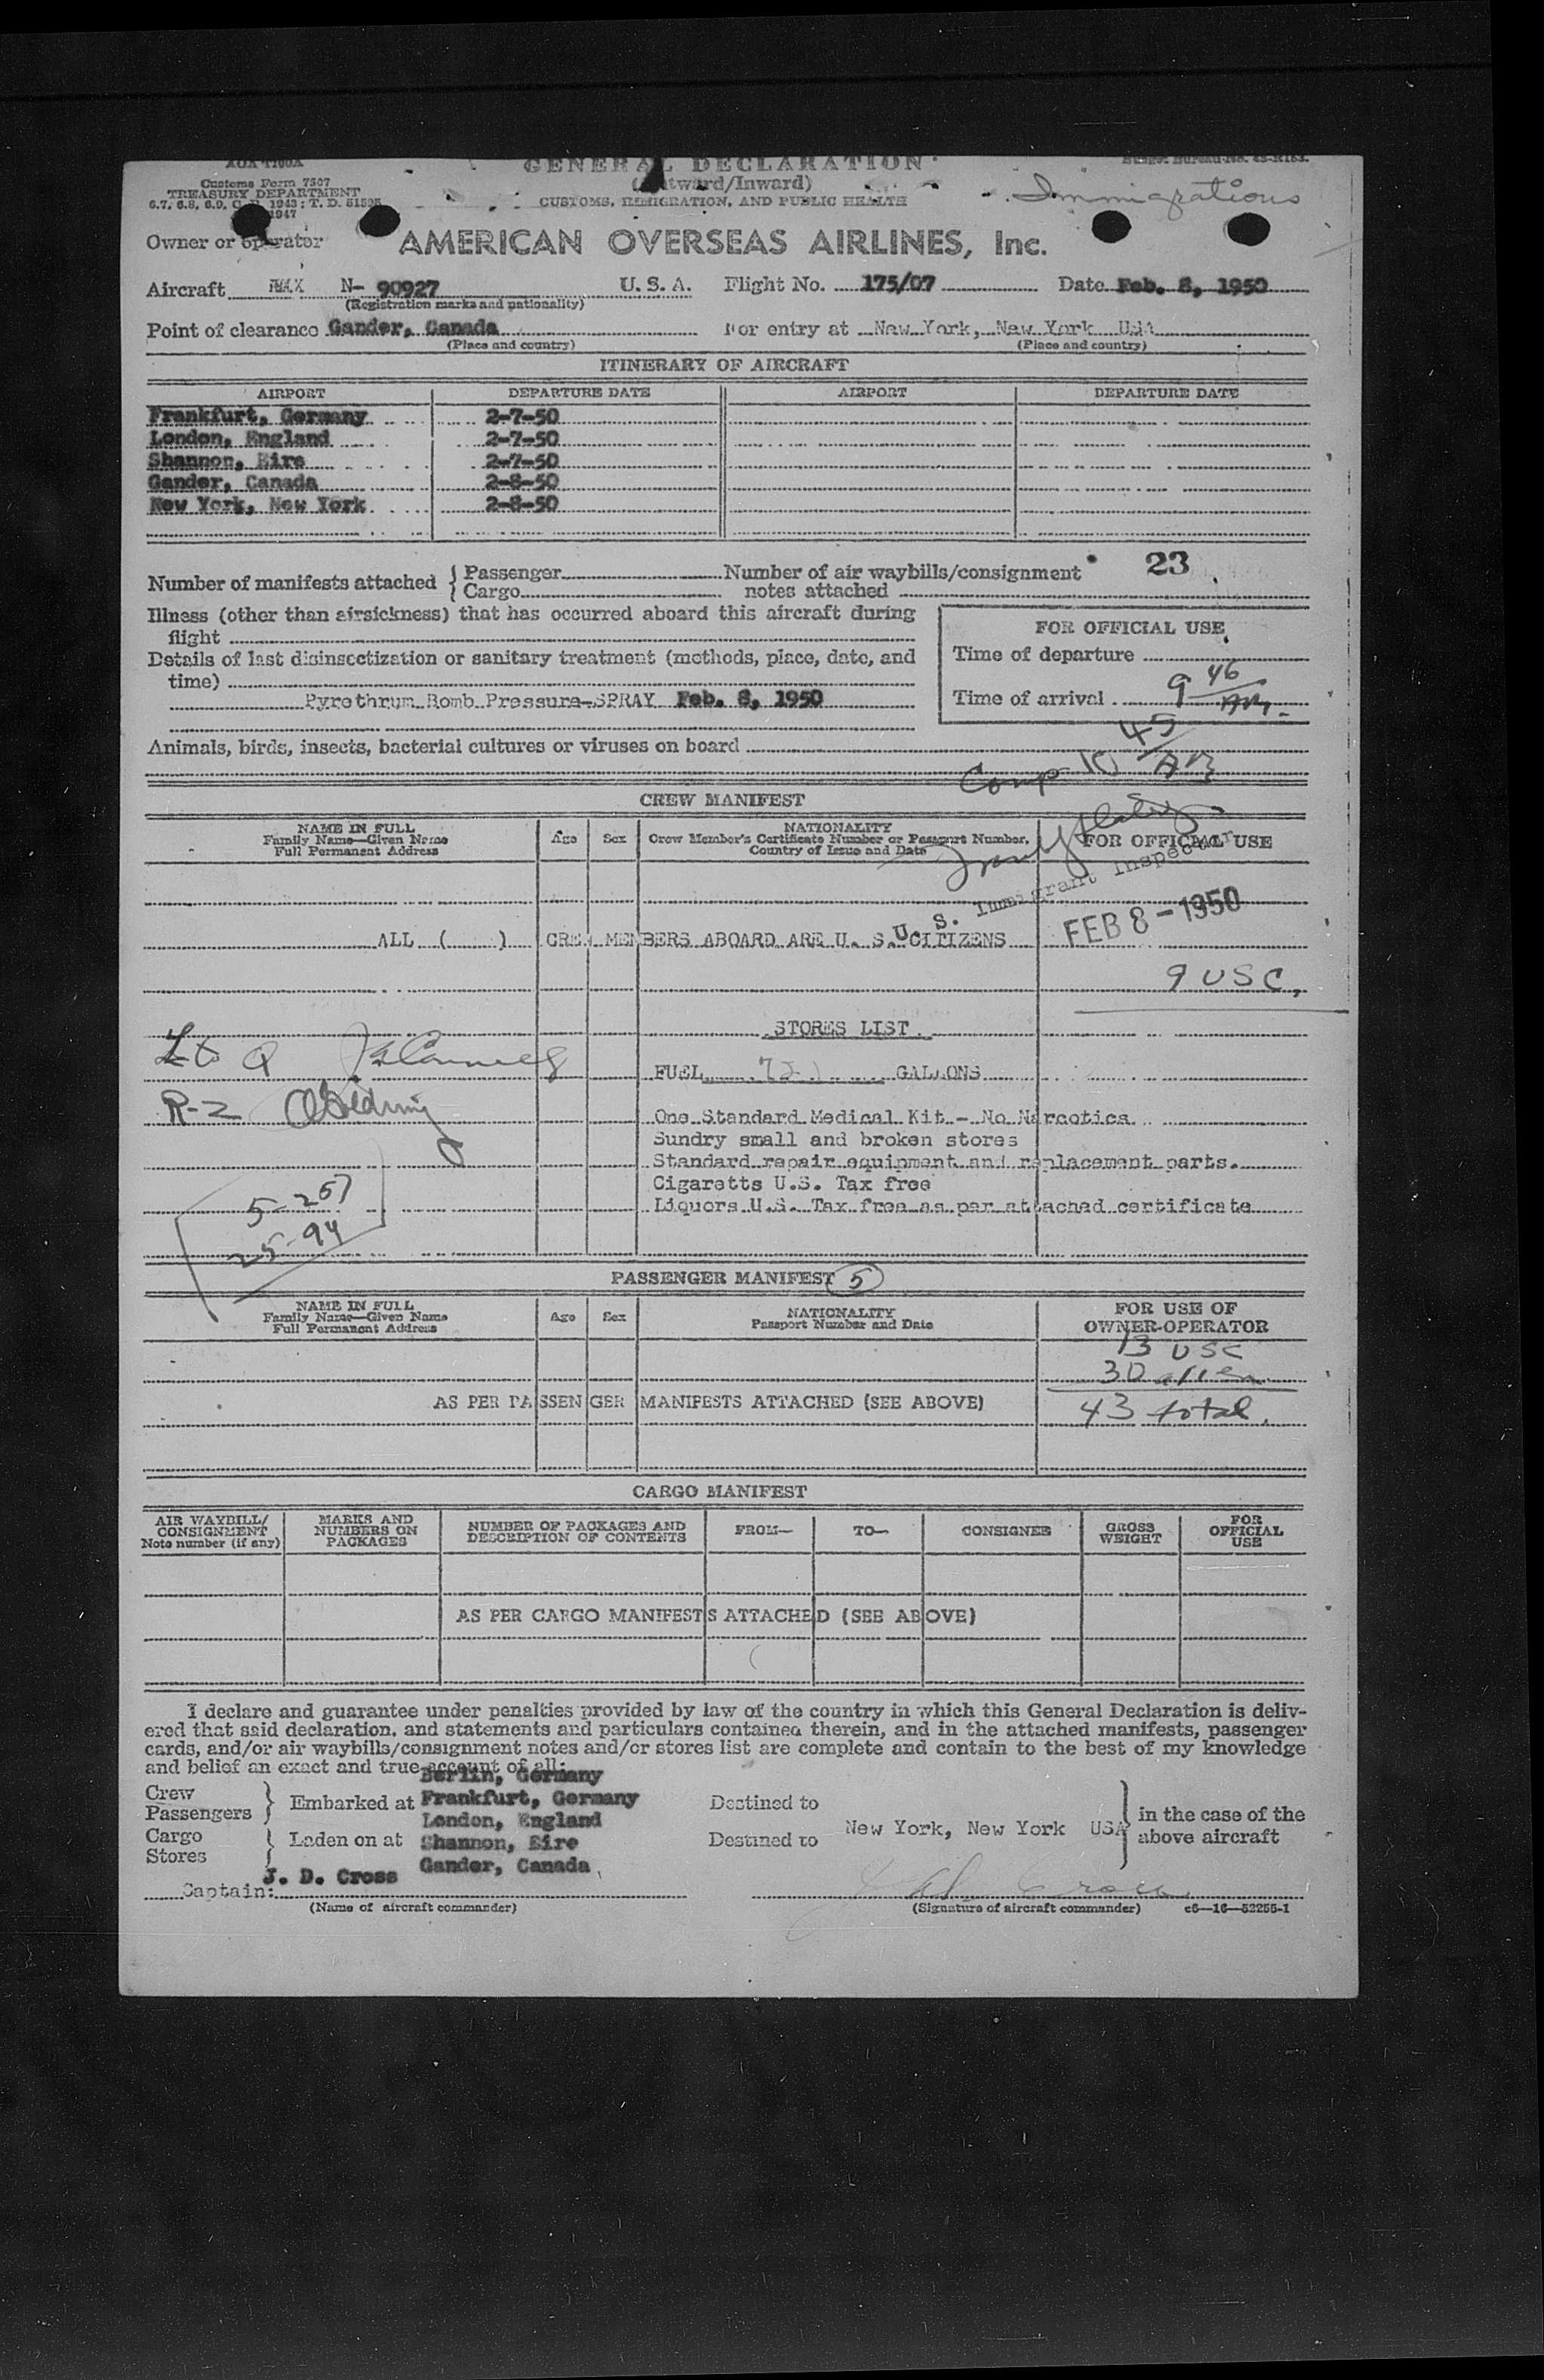 GENERAL DECLARATION
(Outward/Inward)
CUSTOMS, IMMIGRATION, AND PUBLIC HEALTH
Customs Form 7507
TREASURY DEPARTMENT
1947
Immigrations
Owner or operator AMERICAN OVERSEAS AIRLINES, Inc.
Aircraft N- 90927 U. S. A. Flight No. 175/07 Date Feb. 8, 1950
(Registration marks and nationality)
Point of clearance Gander, Canada For entry at New York, New York USA
(Place and country) (Place and country)
ITINERARY OF AIRCRAFT
AIRPORT DEPARTURE DATE AIRPORT DEPARTURE DATE
Frankfurt, Germany 2-7-50
London, England 2-7-50
Shannon, Eire 2-7-50
Gander, Canada 2-8-50
New York, New York 2-8-50
23
Number of manifests attached { Passenger Number of air waybills/consignment
Cargo notes attached
Illness (other than airsickness) that has occurred aboard this aircraft during
flight
Details of last disinsectization or sanitary treatment (methods, place, date, and
time)
Pyrethrum Bomb Pressure-SPRAY Feb. 8, 1950
FOR OFFICIAL USE
Time of departure
Time of arrival 9 46 AM.
Animals, birds, insects, bacterial cultures or viruses on board
Comp 10 45 AM
CREW MANIFEST
NAME IN FULL
Family Name—Given Name
Full Permanent Address
Age Sex
NATIONALITY
Crew Member's Certificate Number or Passport Number,
Country of Issue and Date
FOR OFFICIAL USE
U. S. Immigrant Inspector
FEB 8 - 1950
ALL ( ) CREW MEMBERS ABOARD ARE U. S. CITIZENS
9 USC,
STORES LIST
FUEL GALLONS
R-2
One Standard Medical Kit - No Narcotics
Sundry small and broken stores
Standard repair equipment and replacement parts.
Cigaretts U.S. Tax free
Liquors U.S. Tax free as per attached certificate
25-94
PASSENGER MANIFEST 5
NAME IN FULL
Family Name—Given Name
Full Permanent Address
Age Sex
NATIONALITY
Passport Number and Date
FOR USE OF
OWNER-OPERATOR
13 USC
30 alien
43 total.
AS PER PASSENGER MANIFESTS ATTACHED (SEE ABOVE)
CARGO MANIFEST
AIR WAYBILL/
CONSIGNMENT
Note number (if any)
MARKS AND
NUMBERS ON
PACKAGES
NUMBER OF PACKAGES AND
DESCRIPTION OF CONTENTS
FROM— TO— CONSIGNEE
GROSS
WEIGHT
FOR
OFFICIAL
USE
AS PER CARGO MANIFESTS ATTACHED (SEE ABOVE)
I declare and guarantee under penalties provided by law of the country in which this General Declaration is deliv-
ered that said declaration, and statements and particulars contained therein, and in the attached manifests, passenger
cards, and/or air waybills/consignment notes and/or stores list are complete and contain to the best of my knowledge
and belief an exact and true account of all:
Crew
Passengers
Cargo
Stores
Embarked at
Laden on at
Berlin, Germany
Frankfurt, Germany
London, England
Shannon, Eire
Gander, Canada
Destined to
Destined to
New York, New York USA
in the case of the
above aircraft
J. D. Cross
Captain:
(Name of aircraft commander) (Signature of aircraft commander) c6—16—52255-1